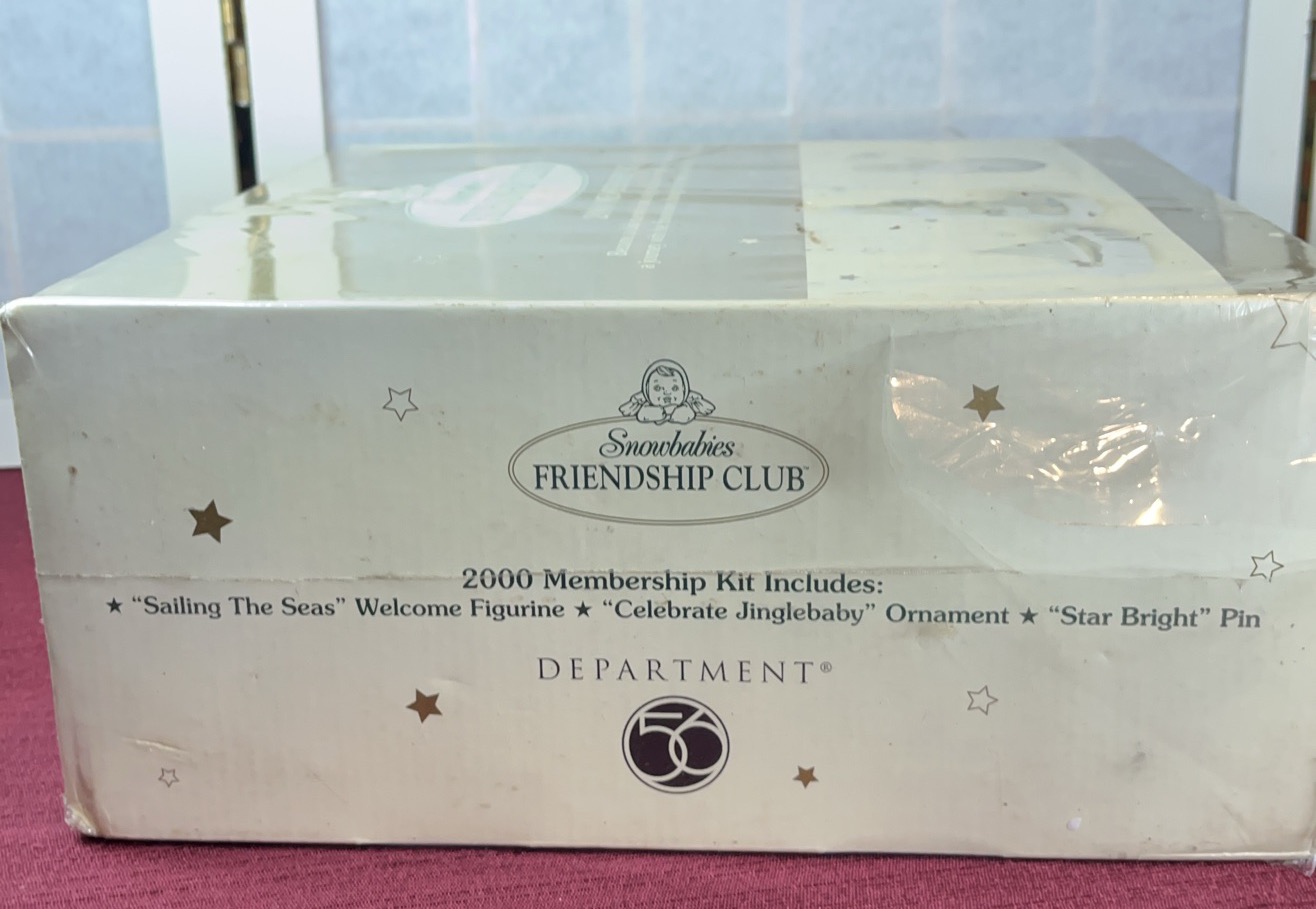 Snowbabies
FRIENDSHIP CLUB™
2000 Membership Kit Includes:
★ “Sailing The Seas” Welcome Figurine ★ “Celebrate Jinglebaby” Ornament ★ “Star Bright” Pin
DEPARTMENT®
56